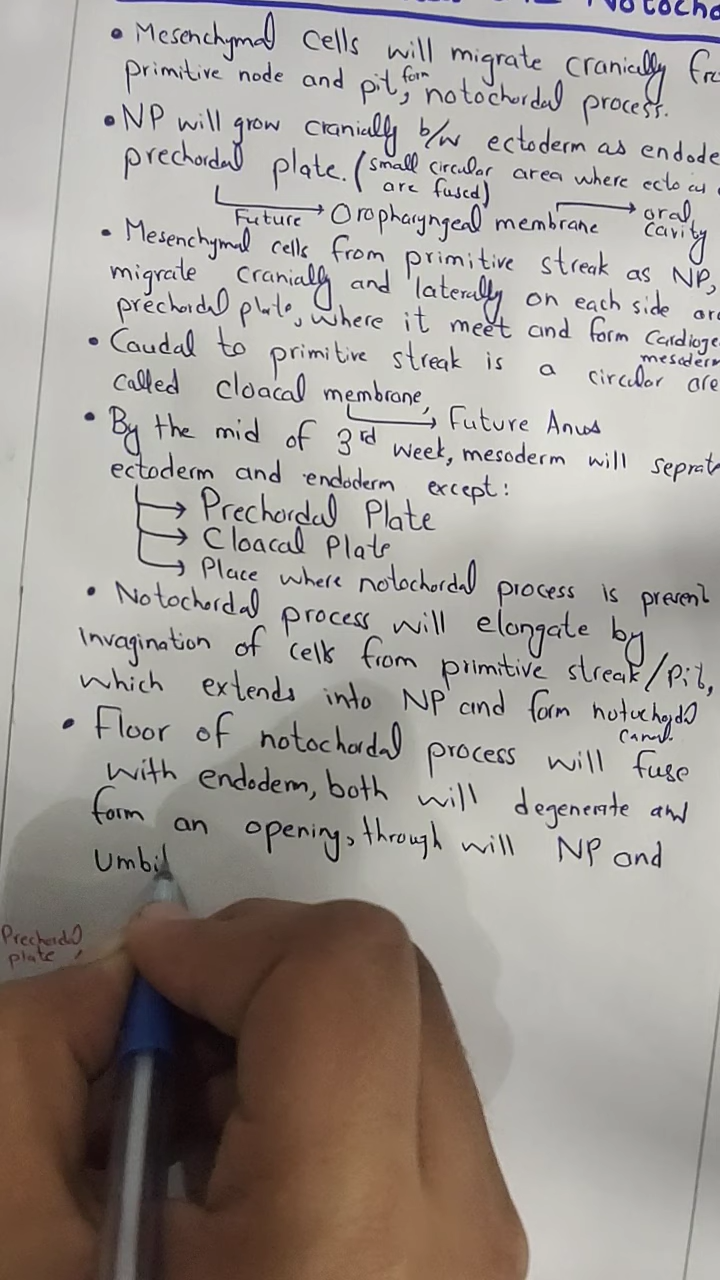 Notocho
• Mesenchymal cells will migrate cranially fro
primitive node and pit, form notochordal process.
• NP will grow cranially b/w ectoderm as endode
prechordal plate. (small circular area where ecto
are fused)
Future → Oropharyngeal membrane → oral cavity
• Mesenchymal cells from primitive streak as NP,
migrate cranially and laterally on each side aro
prechordal plate, where it meet and form Cardioge
mesoderm
• Caudal to primitive streak is a circular are
called cloacal membrane,
→ Future Anus
• By the mid of 3rd week, mesoderm will seprate
ectoderm and endoderm except:
→ Prechordal Plate
→ Cloacal Plate
→ Place where notochordal process is present
• Notochordal process will elongate by
invagination of cells from primitive streak/Pit,
which extends into NP and form notochordal
canal.
• Floor of notochordal process will fuse
with endodem, both will degenerate and
form an opening, through will NP and
Umbil
Prechordal
plate